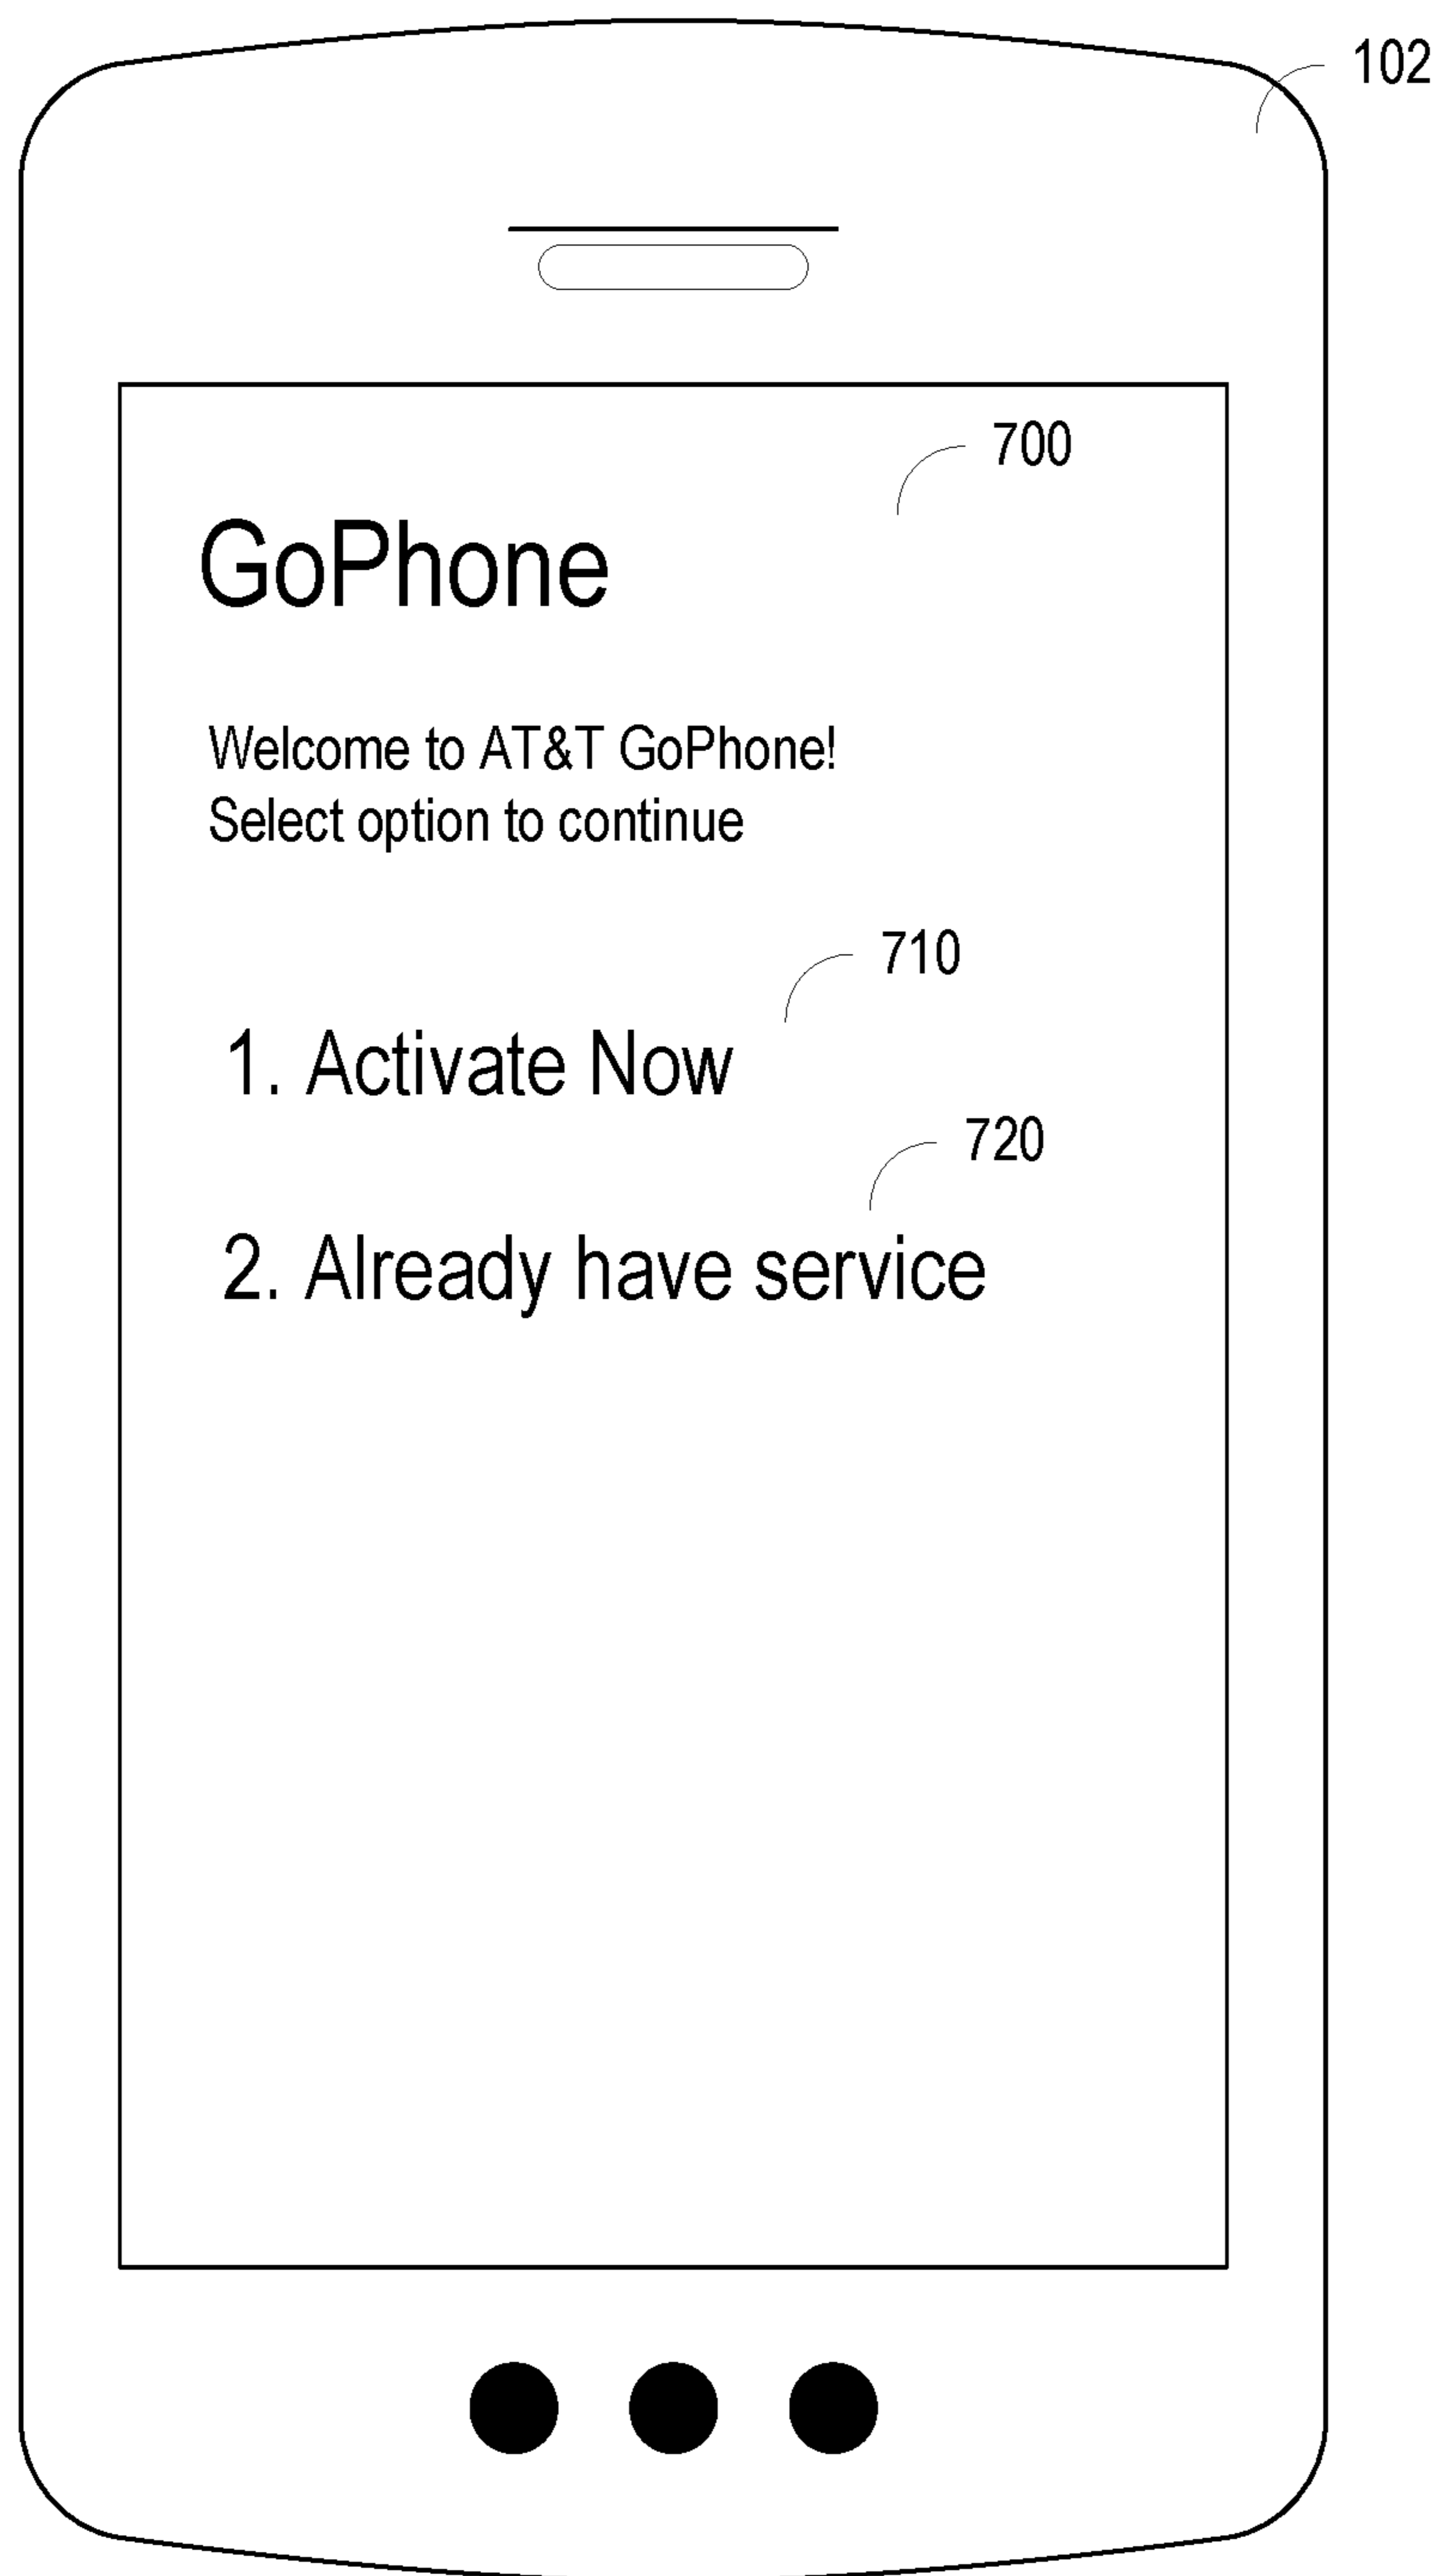 102
700
GoPhone
Welcome to AT&T GoPhone!
Select option to continue
710
1. Activate Now
720
2. Already have service